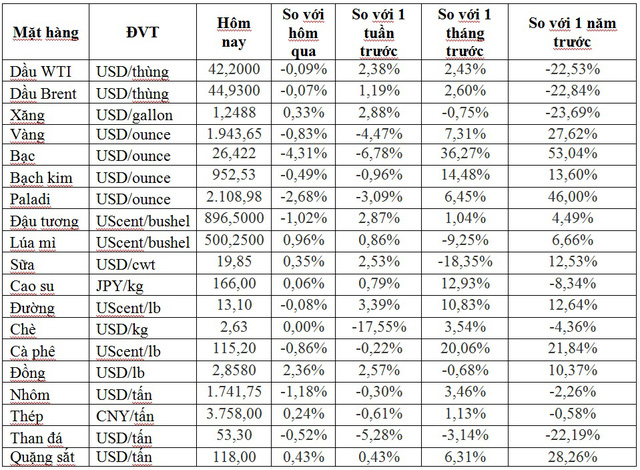 Mặt hàng ĐVT Hôm nay So với hôm qua So với 1 tuần trước So với 1 tháng trước So với 1 năm trước
Dầu WTI USD/thùng 42,2000 -0,09% 2,38% 2,43% -22,53%
Dầu Brent USD/thùng 44,9300 -0,07% 1,19% 2,60% -22,84%
Xăng USD/gallon 1,2488 0,33% 2,88% -0,75% -23,69%
Vàng USD/ounce 1.943,65 -0,83% -4,47% 7,31% 27,62%
Bạc USD/ounce 26,422 -4,31% -6,78% 36,27% 53,04%
Bạch kim USD/ounce 952,53 -0,49% -0,96% 14,48% 13,60%
Paladi USD/ounce 2.108,98 -2,68% -3,09% 6,45% 46,00%
Đậu tương UScent/bushel 896,5000 -1,02% 2,87% 1,04% 4,49%
Lúa mì UScent/bushel 500,2500 0,96% 0,86% -9,25% 6,66%
Sữa USD/cwt 19,85 0,35% 2,53% -18,35% 12,53%
Cao su JPY/kg 166,00 0,06% 0,79% 12,93% -8,34%
Đường UScent/lb 13,10 -0,08% 3,39% 10,83% 12,64%
Chè USD/kg 2,63 0,00% -17,55% 3,54% -4,36%
Cà phê UScent/lb 115,20 -0,86% -0,22% 20,06% 21,84%
Đồng USD/lb 2,8580 2,36% 2,57% -0,68% 10,37%
Nhôm USD/tấn 1.741,75 -1,18% -0,30% 3,46% -2,26%
Thép CNY/tấn 3.758,00 0,24% -0,61% 1,13% -0,58%
Than đá USD/tấn 53,30 -0,52% -5,28% -3,14% -22,19%
Quặng sắt USD/tấn 118,00 0,43% 0,43% 6,31% 28,26%